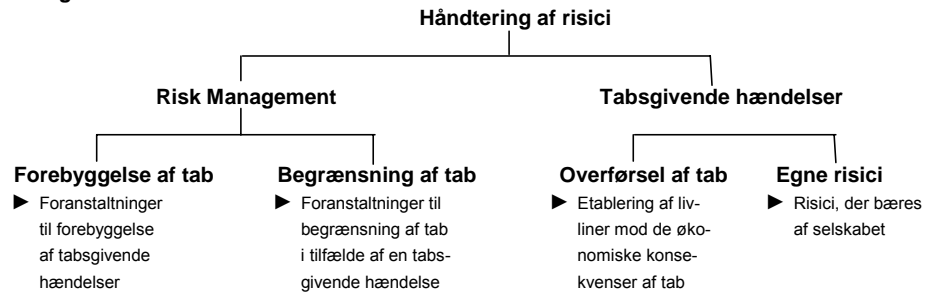 Håndtering af risici
Risk Management
Tabsgivende hændelser
Forebyggelse af tab
► Foranstaltninger
til forebyggelse
af tabsgivende
hændelser
Begrænsning af tab
► Foranstaltninger til
begrænsning af tab
i tilfælde af en tabs-
givende hændelse
Overførsel af tab
► Etablering af liv-
liner mod de øko-
nomiske konse-
kvenser af tab
Egne risici
► Risici, der bæres
af selskabet